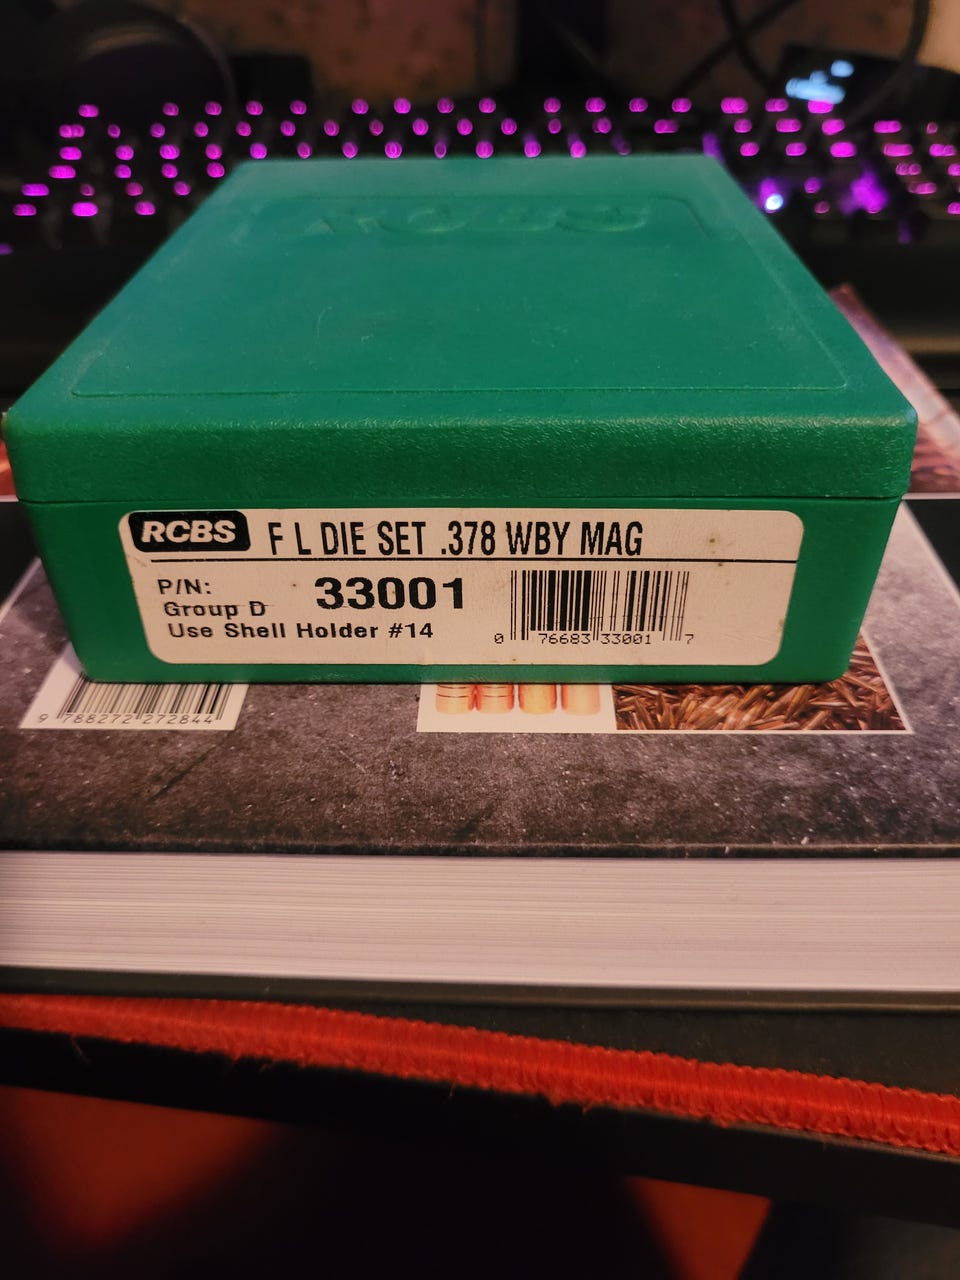 RCBS
RCBS F L DIE SET .378 WBY MAG
P/N: 33001
Group D
Use Shell Holder #14
0 76683 33001 7
9 788272 272844